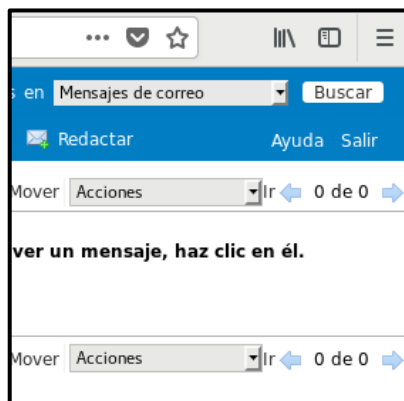 en Mensajes de correo Buscar
Redactar Ayuda Salir
Mover Acciones Ir 0 de 0
ver un mensaje, haz clic en él.
Mover Acciones Ir 0 de 0